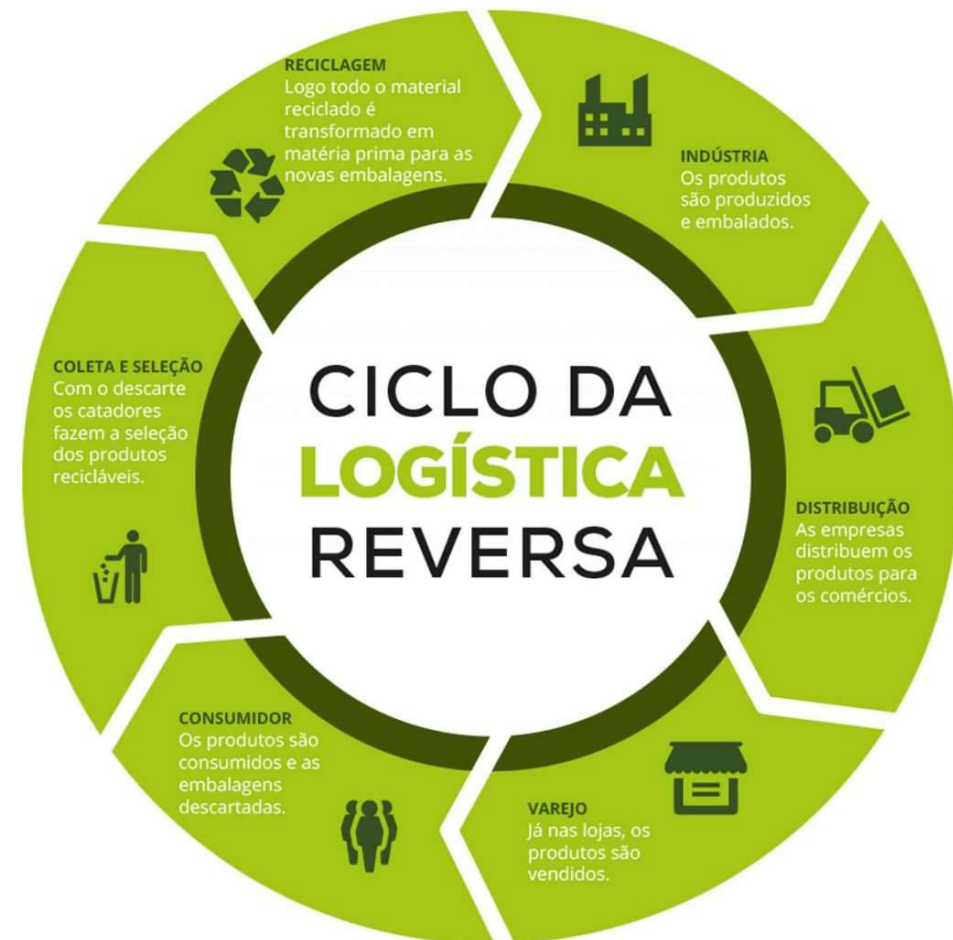 CICLO DA
LOGÍSTICA
REVERSA
RECICLAGEM
Logo todo o material
reciclado é
transformado em
matéria prima para as
novas embalagens.
INDÚSTRIA
Os produtos
são produzidos
e embalados.
DISTRIBUIÇÃO
As empresas
distribuem os
produtos para
os comércios.
VAREJO
Já nas lojas, os
produtos são
vendidos.
CONSUMIDOR
Os produtos são
consumidos e as
embalagens
descartadas.
COLETA E SELEÇÃO
Com o descarte
os catadores
fazem a seleção
dos produtos
recicláveis.